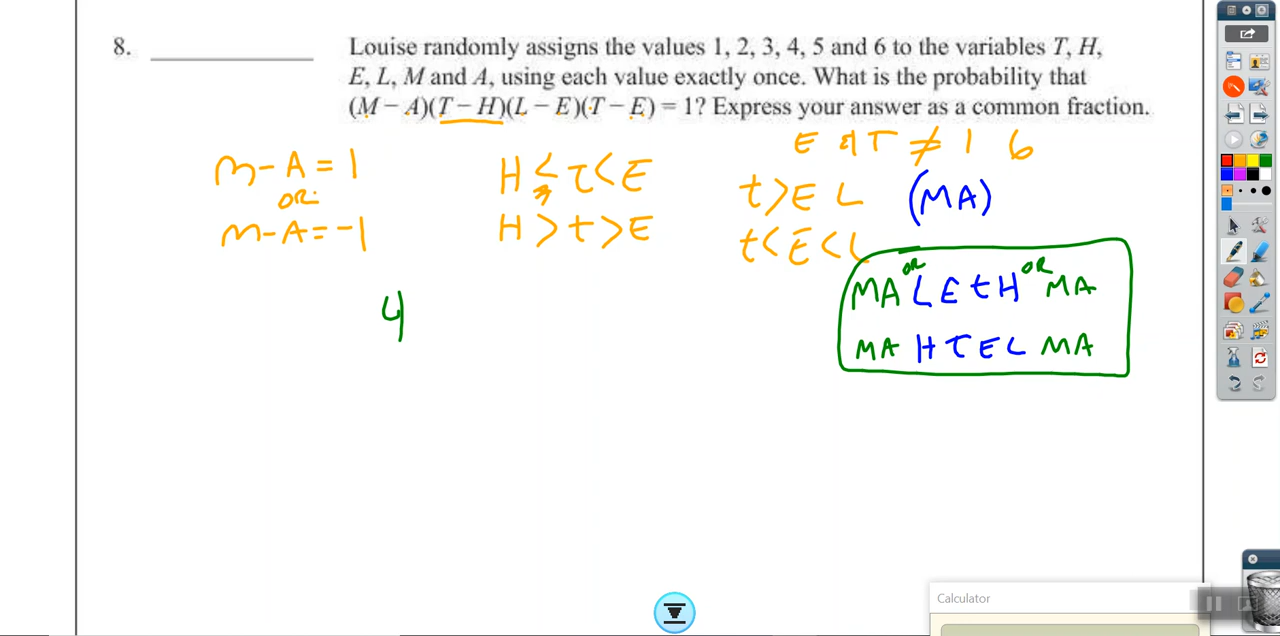 8. ____________ Louise randomly assigns the values 1, 2, 3, 4, 5 and 6 to the variables T, H,
E, L, M and A, using each value exactly once. What is the probability that
(M − A)(T − H)(L − E)(T − E) = 1? Express your answer as a common fraction.
E & T ≠ 1 6
m-A = 1
OR
m-A = -1
H < T < E
H > t > E
t > E L (MA)
t < E < L
MA OR L E t H OR MA
MA H T E L MA
4
Calculator